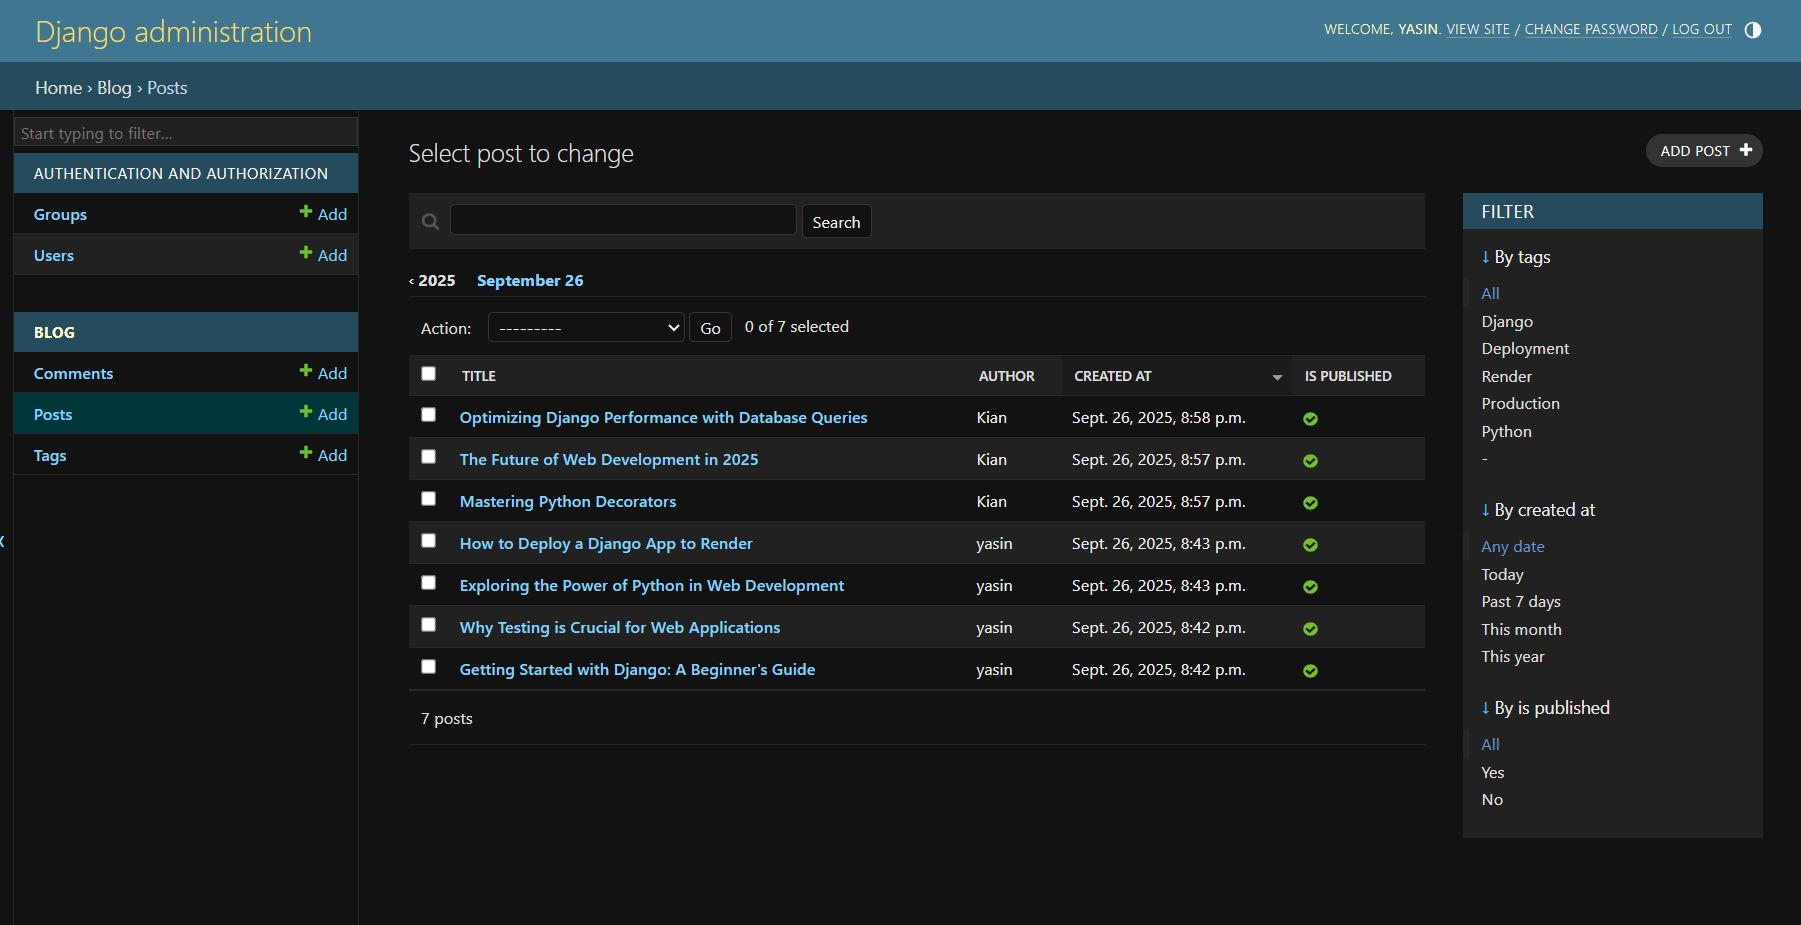 Django administration
WELCOME, YASIN. VIEW SITE / CHANGE PASSWORD / LOG OUT
Home › Blog › Posts
Start typing to filter...
AUTHENTICATION AND AUTHORIZATION
Groups Add
Users Add
BLOG
Comments Add
Posts Add
Tags Add
Select post to change
ADD POST
Search
‹ 2025 September 26
Action: --------- Go 0 of 7 selected
TITLE AUTHOR CREATED AT IS PUBLISHED
Optimizing Django Performance with Database Queries Kian Sept. 26, 2025, 8:58 p.m.
The Future of Web Development in 2025 Kian Sept. 26, 2025, 8:57 p.m.
Mastering Python Decorators Kian Sept. 26, 2025, 8:57 p.m.
How to Deploy a Django App to Render yasin Sept. 26, 2025, 8:43 p.m.
Exploring the Power of Python in Web Development yasin Sept. 26, 2025, 8:43 p.m.
Why Testing is Crucial for Web Applications yasin Sept. 26, 2025, 8:42 p.m.
Getting Started with Django: A Beginner's Guide yasin Sept. 26, 2025, 8:42 p.m.
7 posts
FILTER
↓ By tags
All
Django
Deployment
Render
Production
Python
-
↓ By created at
Any date
Today
Past 7 days
This month
This year
↓ By is published
All
Yes
No